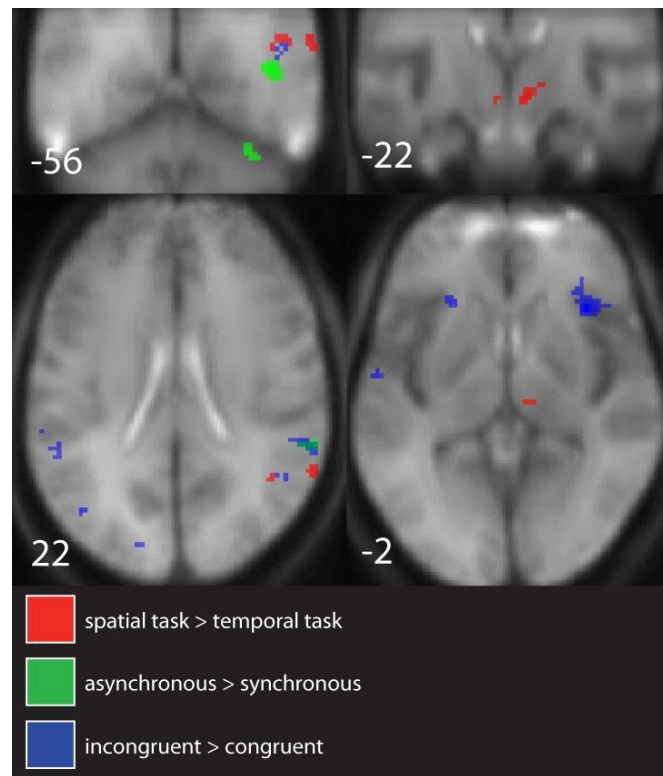 -56
-22
22
-2
spatial task > temporal task
asynchronous > synchronous
incongruent > congruent